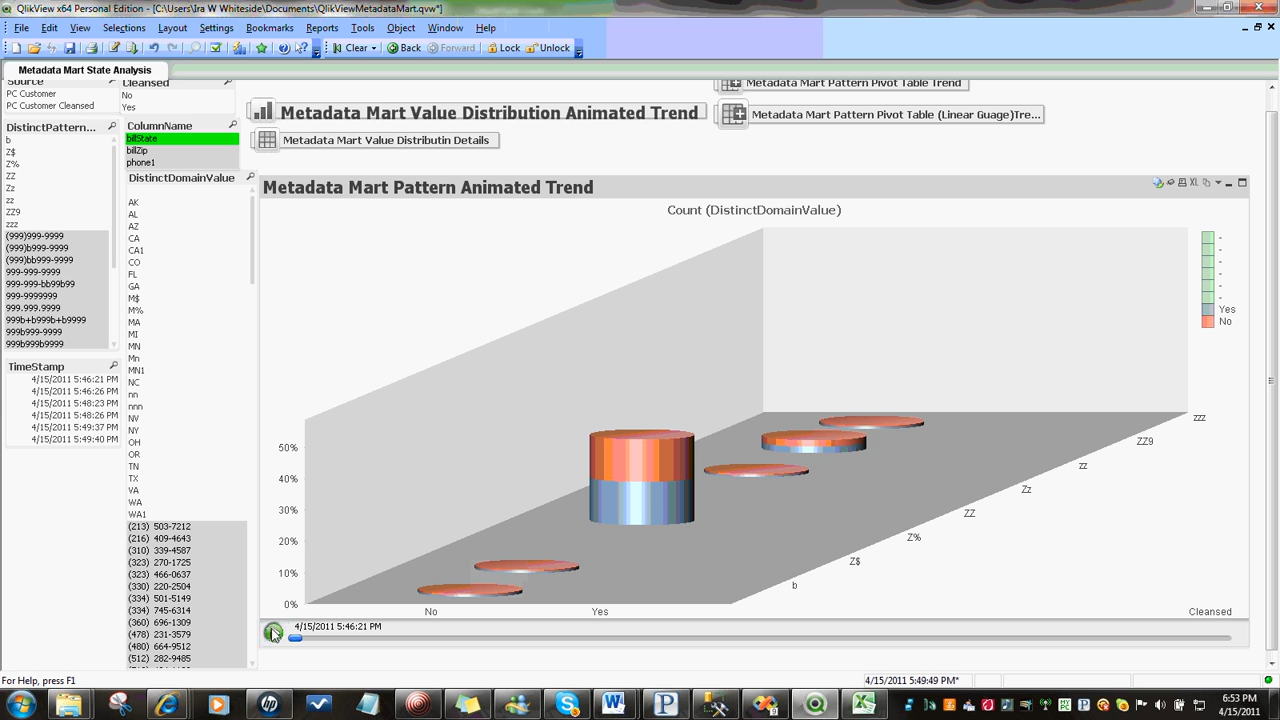 QlikView x64 Personal Edition - [C:\Users\Ira W Whiteside\Documents\QlikViewMetadataMart.qvw*]
File Edit View Selections Layout Settings Bookmarks Reports Tools Object Window Help
Clear Back Forward Lock Unlock
Metadata Mart State Analysis
Source
PC Customer
PC Customer Cleansed
Cleansed
No
Yes
Metadata Mart Value Distribution Animated Trend
Metadata Mart Value Distributin Details
Metadata Mart Pattern Pivot Table Trend
Metadata Mart Pattern Pivot Table (Linear Guage)Tre...
DistinctPattern...
b
Z$
Z%
ZZ
Zz
zz
ZZ9
zzz
(999)999-9999
(999)b999-9999
(999)bb999-9999
999-999-9999
999-999-bb99b99
999-9999999
999.999.9999
999b+b999b+b9999
999b999-9999
999b999b9999
TimeStamp
4/15/2011 5:46:21 PM
4/15/2011 5:46:26 PM
4/15/2011 5:48:23 PM
4/15/2011 5:48:26 PM
4/15/2011 5:49:37 PM
4/15/2011 5:49:40 PM
ColumnName
billState
billZip
phone1
DistinctDomainValue
AK
AL
AZ
CA
CA1
CO
FL
GA
M$
M%
MA
MI
MN
Mn
MN1
NC
nn
nnn
NV
NY
OH
OR
TN
TX
VA
WA
WA1
(213) 503-7212
(216) 409-4643
(310) 339-4587
(323) 270-1725
(323) 466-0637
(330) 220-2504
(334) 501-5149
(334) 745-6314
(360) 696-1309
(478) 231-3579
(480) 664-9512
(512) 282-9485
Metadata Mart Pattern Animated Trend
XL
Count (DistinctDomainValue)
-
-
-
-
-
-
Yes
No
50%
40%
30%
20%
10%
0%
zzz
ZZ9
zz
Zz
ZZ
Z%
Z$
b
No Yes Cleansed
4/15/2011 5:46:21 PM
For Help, press F1
4/15/2011 5:49:49 PM*
6:53 PM
4/15/2011